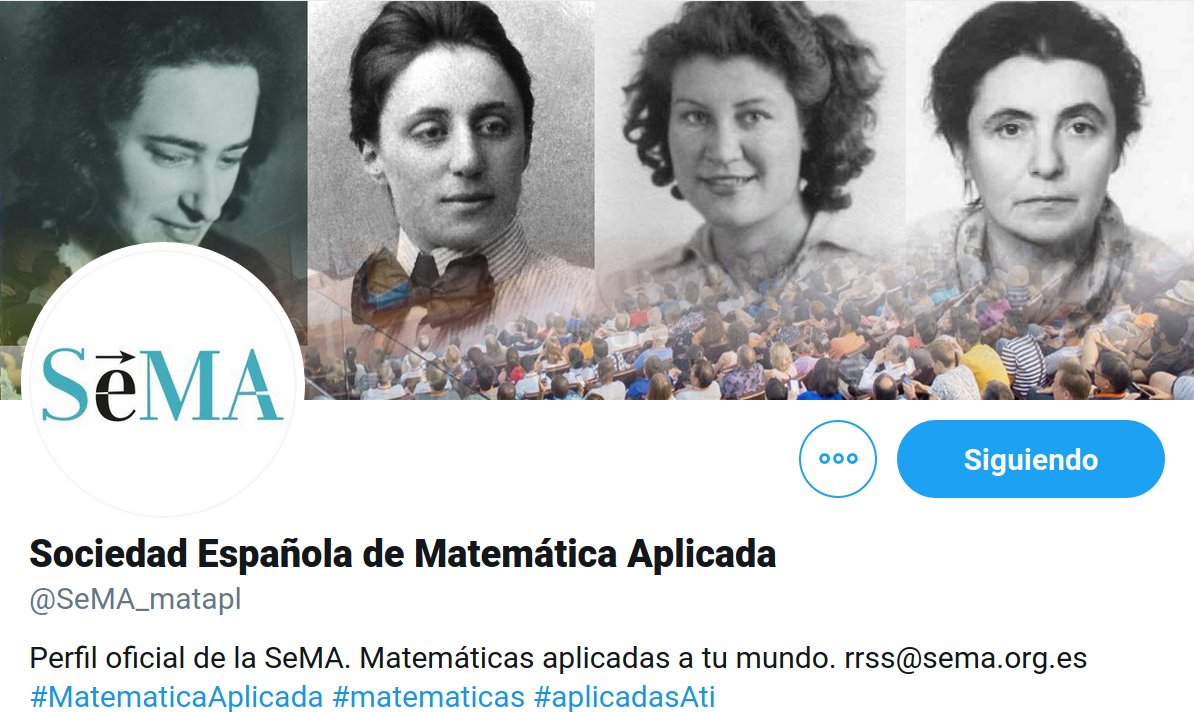 SeMA
Siguiendo
Sociedad Española de Matemática Aplicada
@SeMA_matapl
Perfil oficial de la SeMA. Matemáticas aplicadas a tu mundo. rrss@sema.org.es
#MatematicaAplicada #matematicas #aplicadasAti